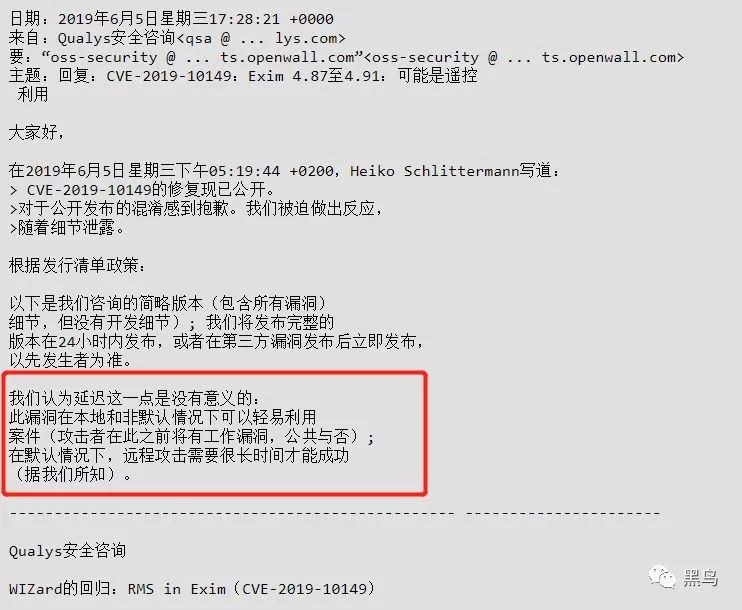 日期：2019年6月5日星期三17:28:21 +0000
来自：Qualys安全咨询<qsa @ ... lys.com>
要：“oss-security @ ... ts.openwall.com”<oss-security @ ... ts.openwall.com>
主题：回复：CVE-2019-10149：Exim 4.87至4.91：可能是遥控
利用
大家好，
在2019年6月5日星期三下午05:19:44 +0200，Heiko Schlittermann写道：
> CVE-2019-10149的修复现已公开。
>对于公开发布的混淆感到抱歉。我们被迫做出反应，
>随着细节泄露。
根据发行清单政策：
以下是我们咨询的简略版本（包含所有漏洞）
细节，但没有开发细节）; 我们将发布完整的
版本在24小时内发布，或者在第三方漏洞发布后立即发布，
以先发生者为准。
我们认为延迟这一点是没有意义的：
此漏洞在本地和非默认情况下可以轻易利用
案件（攻击者在此之前将有工作漏洞，公共与否）;
在默认情况下，远程攻击需要很长时间才能成功
（据我们所知）。
-------------------------------------------------- ----------------------
Qualys安全咨询
WIZard的回归：RMS in Exim（CVE-2019-10149）
黑鸟